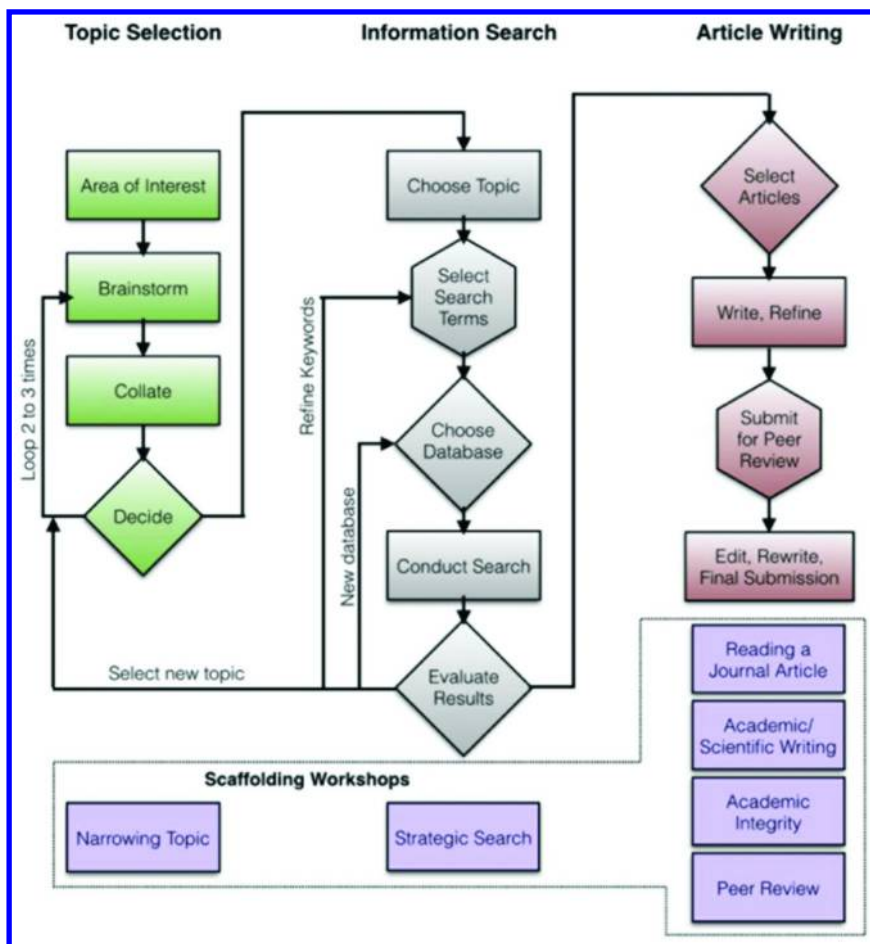 Topic Selection
Information Search
Article Writing
Area of Interest
Brainstorm
Collate
Decide
Loop 2 to 3 times
Select new topic
Choose Topic
Select
Search
Terms
Choose
Database
Conduct Search
Evaluate
Results
Refine Keywords
New database
Select
Articles
Write, Refine
Submit
for Peer
Review
Edit, Rewrite,
Final Submission
Scaffolding Workshops
Narrowing Topic
Strategic Search
Reading a
Journal Article
Academic/
Scientific Writing
Academic
Integrity
Peer Review